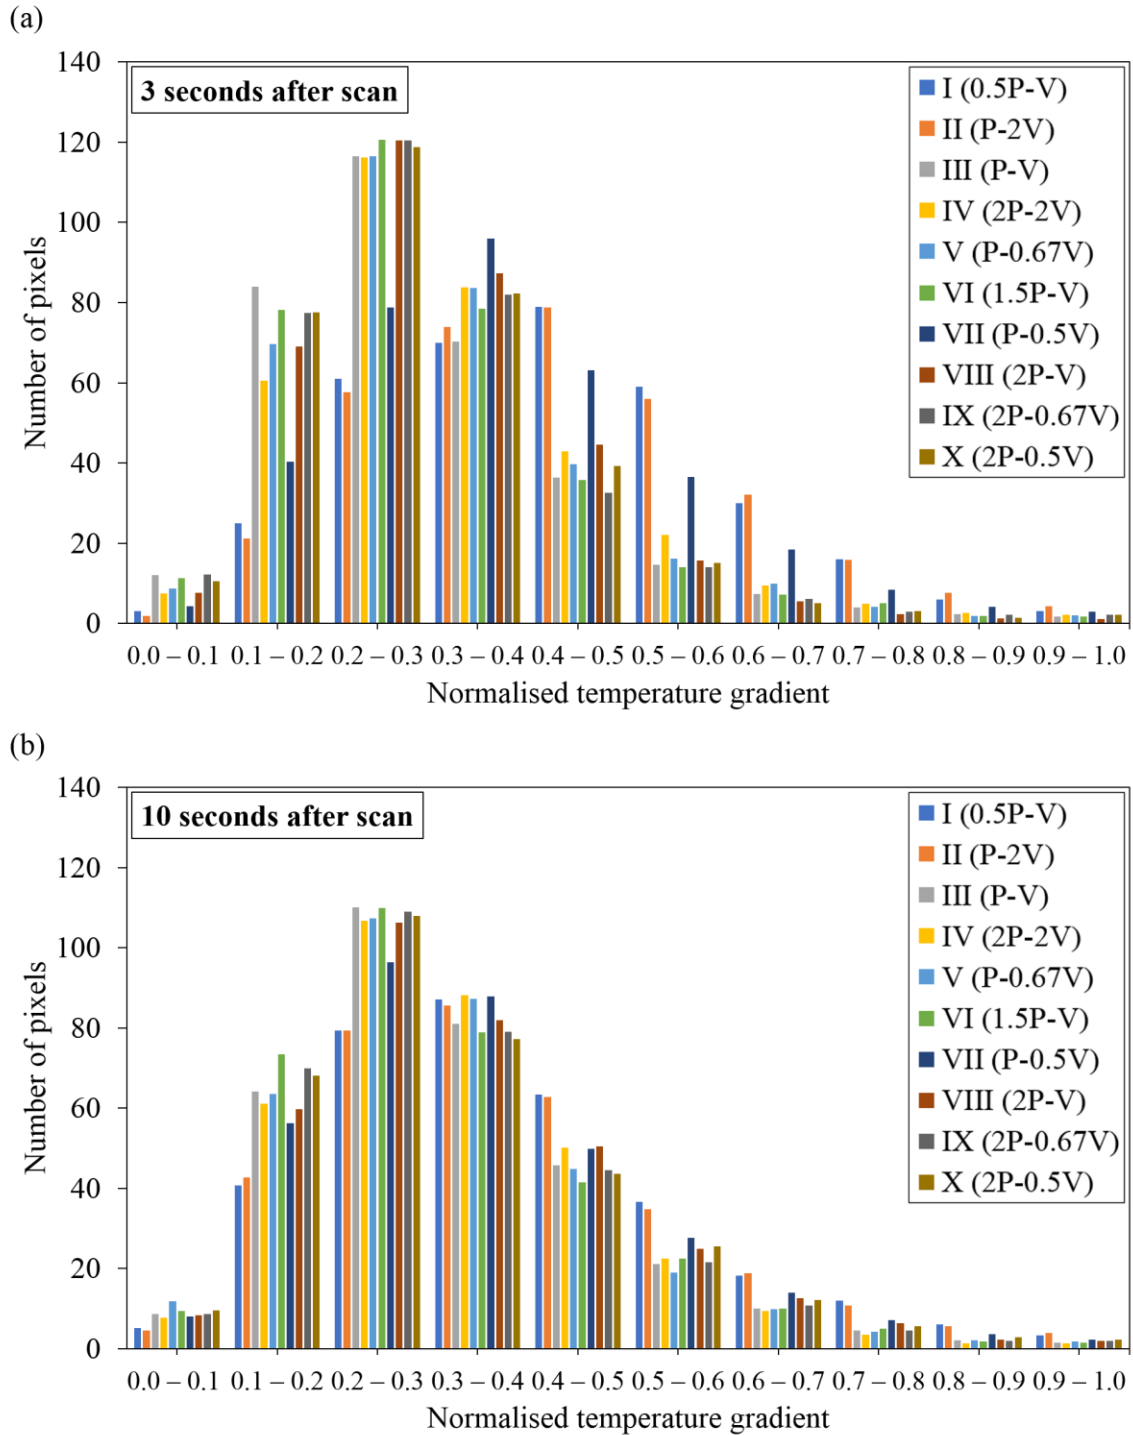 (a)
3 seconds after scan
Number of pixels
140
120
100
80
60
40
20
0
I (0.5P-V)
II (P-2V)
III (P-V)
IV (2P-2V)
V (P-0.67V)
VI (1.5P-V)
VII (P-0.5V)
VIII (2P-V)
IX (2P-0.67V)
X (2P-0.5V)
0.0 – 0.1 0.1 – 0.2 0.2 – 0.3 0.3 – 0.4 0.4 – 0.5 0.5 – 0.6 0.6 – 0.7 0.7 – 0.8 0.8 – 0.9 0.9 – 1.0
Normalised temperature gradient
(b)
10 seconds after scan
Number of pixels
140
120
100
80
60
40
20
0
I (0.5P-V)
II (P-2V)
III (P-V)
IV (2P-2V)
V (P-0.67V)
VI (1.5P-V)
VII (P-0.5V)
VIII (2P-V)
IX (2P-0.67V)
X (2P-0.5V)
0.0 – 0.1 0.1 – 0.2 0.2 – 0.3 0.3 – 0.4 0.4 – 0.5 0.5 – 0.6 0.6 – 0.7 0.7 – 0.8 0.8 – 0.9 0.9 – 1.0
Normalised temperature gradient